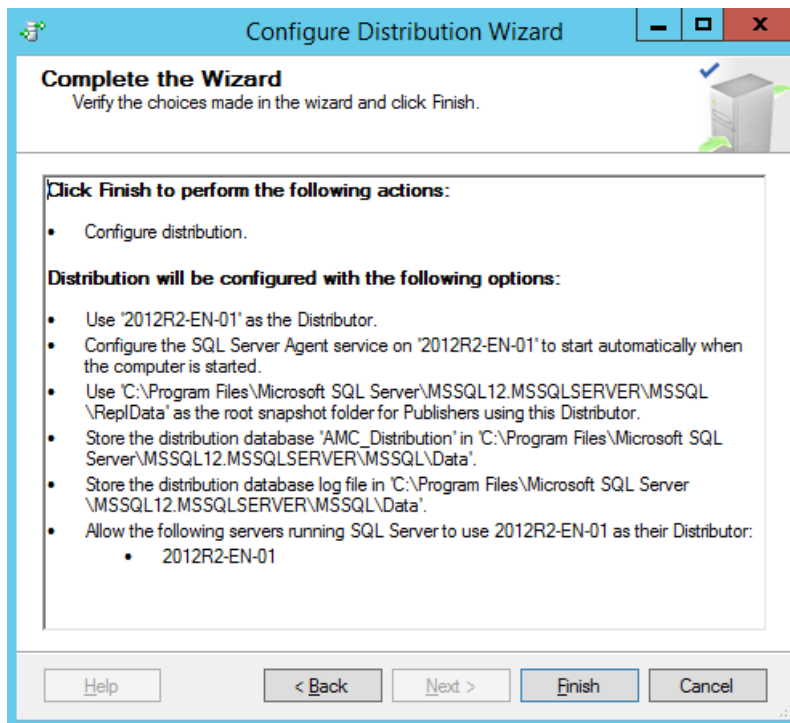 Configure Distribution Wizard
Complete the Wizard
Verify the choices made in the wizard and click Finish.
Click Finish to perform the following actions:
• Configure distribution.
Distribution will be configured with the following options:
• Use '2012R2-EN-01' as the Distributor.
• Configure the SQL Server Agent service on '2012R2-EN-01' to start automatically when
the computer is started.
• Use 'C:\Program Files\Microsoft SQL Server\MSSQL12.MSSQLSERVER\MSSQL
\ReplData' as the root snapshot folder for Publishers using this Distributor.
• Store the distribution database 'AMC_Distribution' in 'C:\Program Files\Microsoft SQL
Server\MSSQL12.MSSQLSERVER\MSSQL\Data'.
• Store the distribution database log file in 'C:\Program Files\Microsoft SQL Server
\MSSQL12.MSSQLSERVER\MSSQL\Data'.
• Allow the following servers running SQL Server to use 2012R2-EN-01 as their Distributor:
• 2012R2-EN-01
Help
< Back
Next >
Finish
Cancel